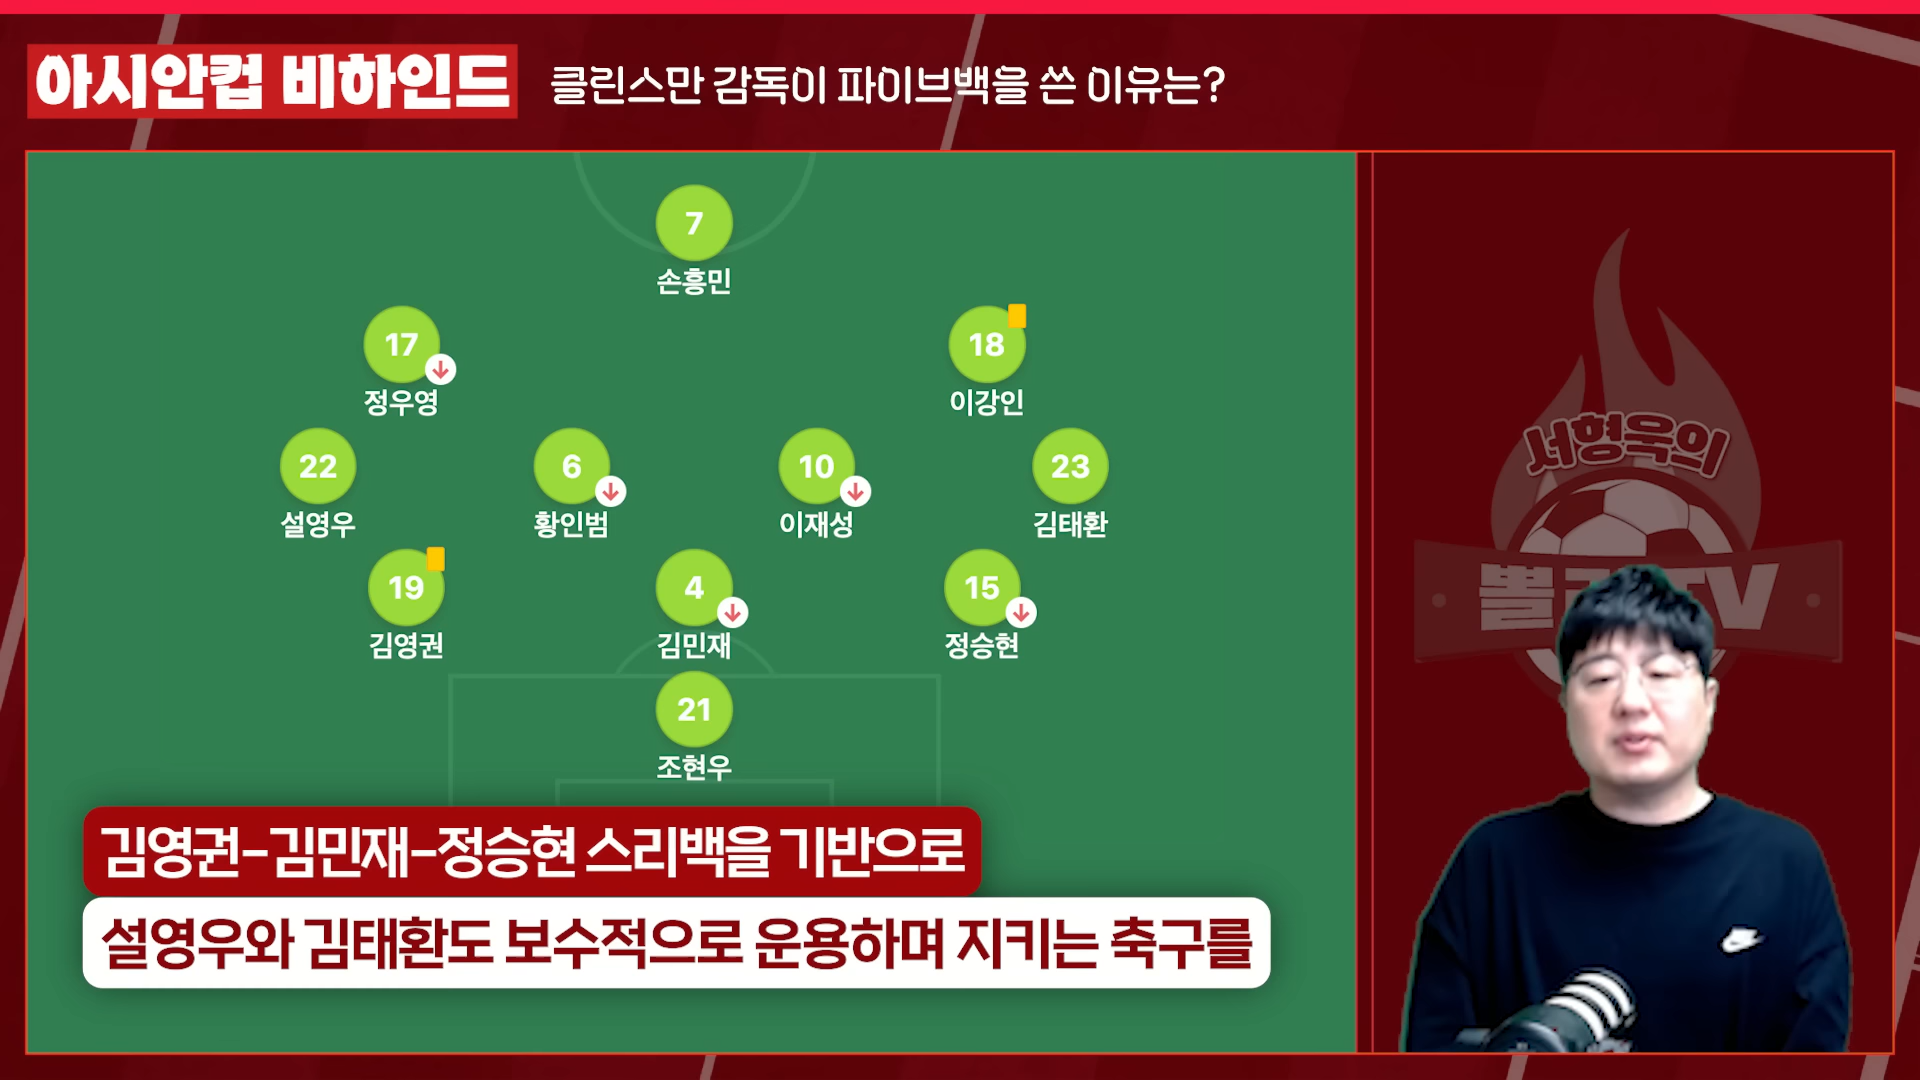 아시안컵 비하인드
클린스만 감독이 파이브백을 쓴 이유는?
7
손흥민
17
정우영
18
이강인
22
설영우
6
황인범
10
이재성
23
김태환
19
김영권
4
김민재
15
정승현
21
조현우
서형욱의
TV
김영권-김민재-정승현 스리백을 기반으로
설영우와 김태환도 보수적으로 운용하며 지키는 축구를